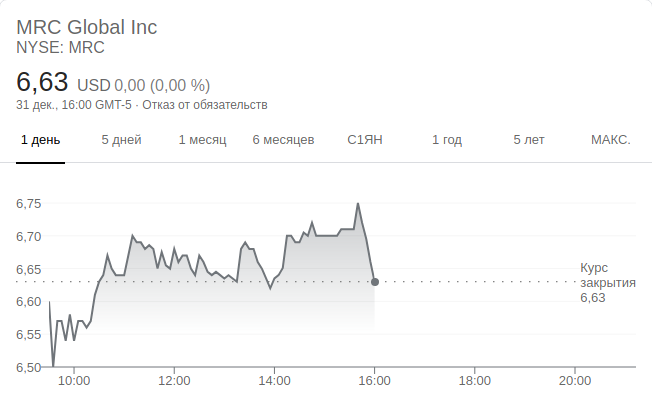 MRC Global Inc
NYSE: MRC
6,63 USD 0,00 (0,00 %)
31 дек., 16:00 GMT-5 · Отказ от обязательств
1 день 5 дней 1 месяц 6 месяцев С1ЯН 1 год 5 лет МАКС.
6,75
6,70
6,65
6,60
6,55
6,50
Курс
закрытия
6,63
10:00 12:00 14:00 16:00 18:00 20:00